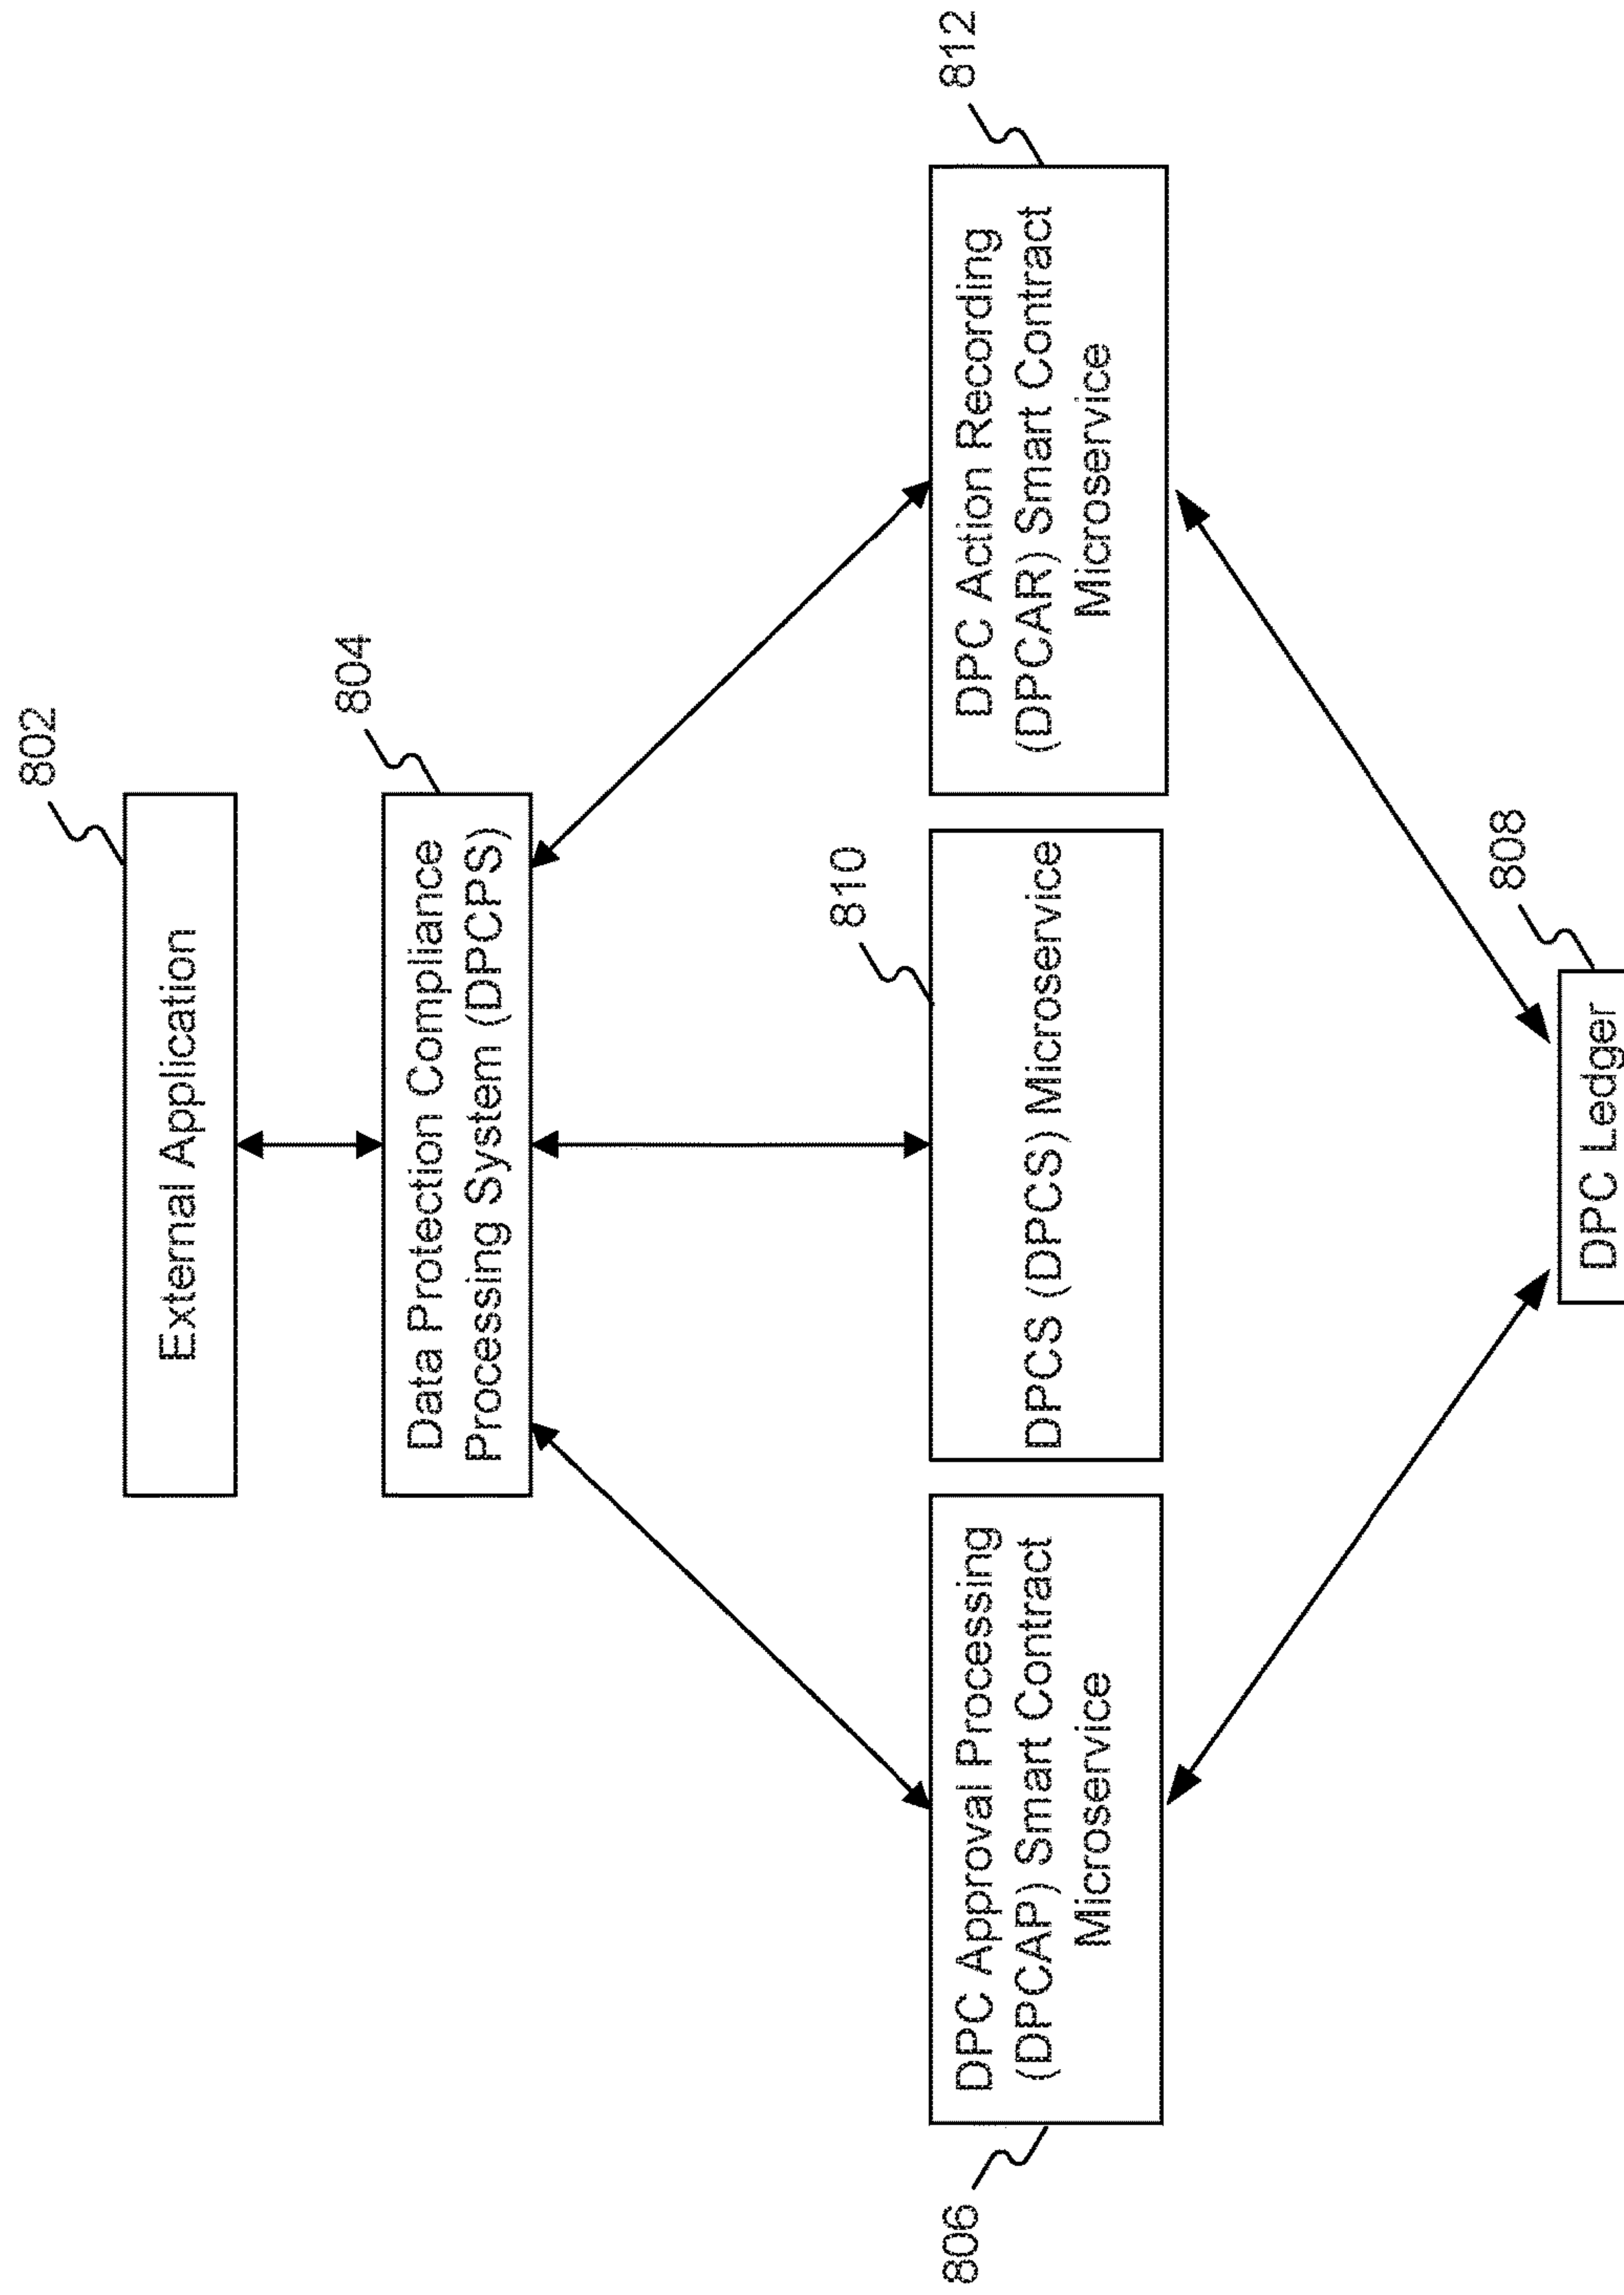 802
External Application
804
Data Protection Compliance
Processing System (DPCPS)
806
DPC Approval Processing
(DPCAP) Smart Contract
Microservice
810
DPCS (DPCS) Microservice
812
DPC Action Recording
(DPCAR) Smart Contract
Microservice
808
DPC Ledger